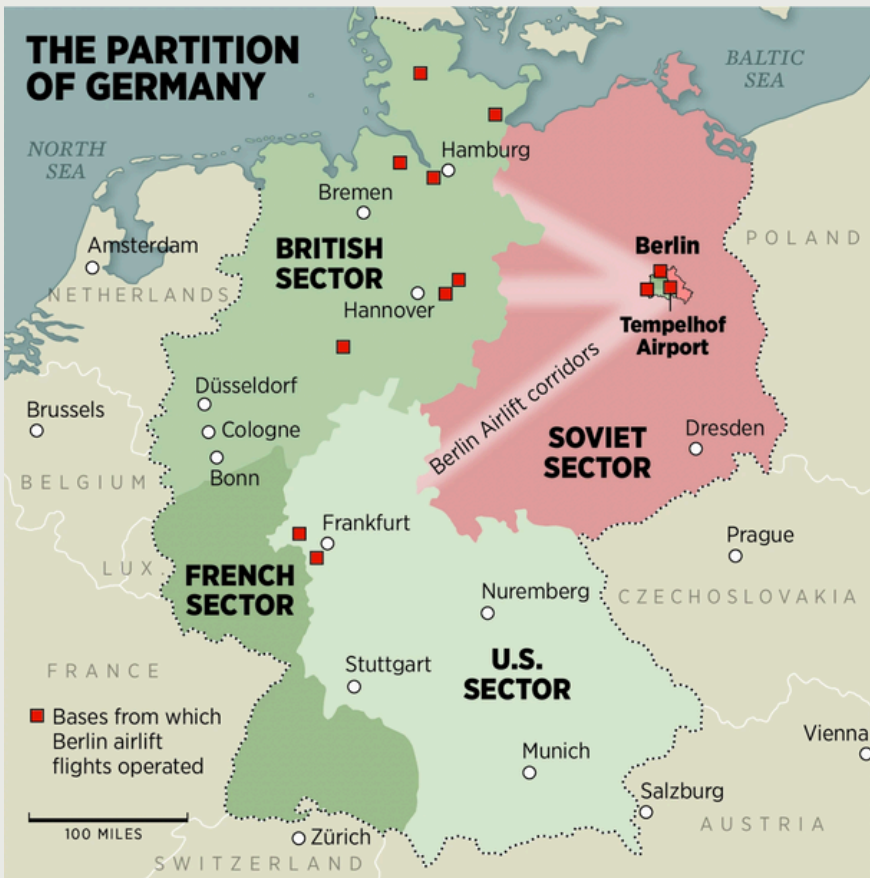 THE PARTITION
OF GERMANY
BALTIC
SEA
NORTH
SEA
Hamburg
Bremen
Amsterdam
NETHERLANDS
BRITISH
SECTOR
Hannover
Berlin
Tempelhof
Airport
POLAND
Berlin Airlift corridors
Düsseldorf
Cologne
Bonn
Brussels
BELGIUM
SOVIET
SECTOR
Dresden
Frankfurt
Prague
LUX.
FRENCH
SECTOR
Nuremberg
CZECHOSLOVAKIA
FRANCE
Stuttgart
U.S.
SECTOR
Bases from which
Berlin airlift
flights operated
Munich
Vienna
Salzburg
100 MILES
Zürich
AUSTRIA
SWITZERLAND